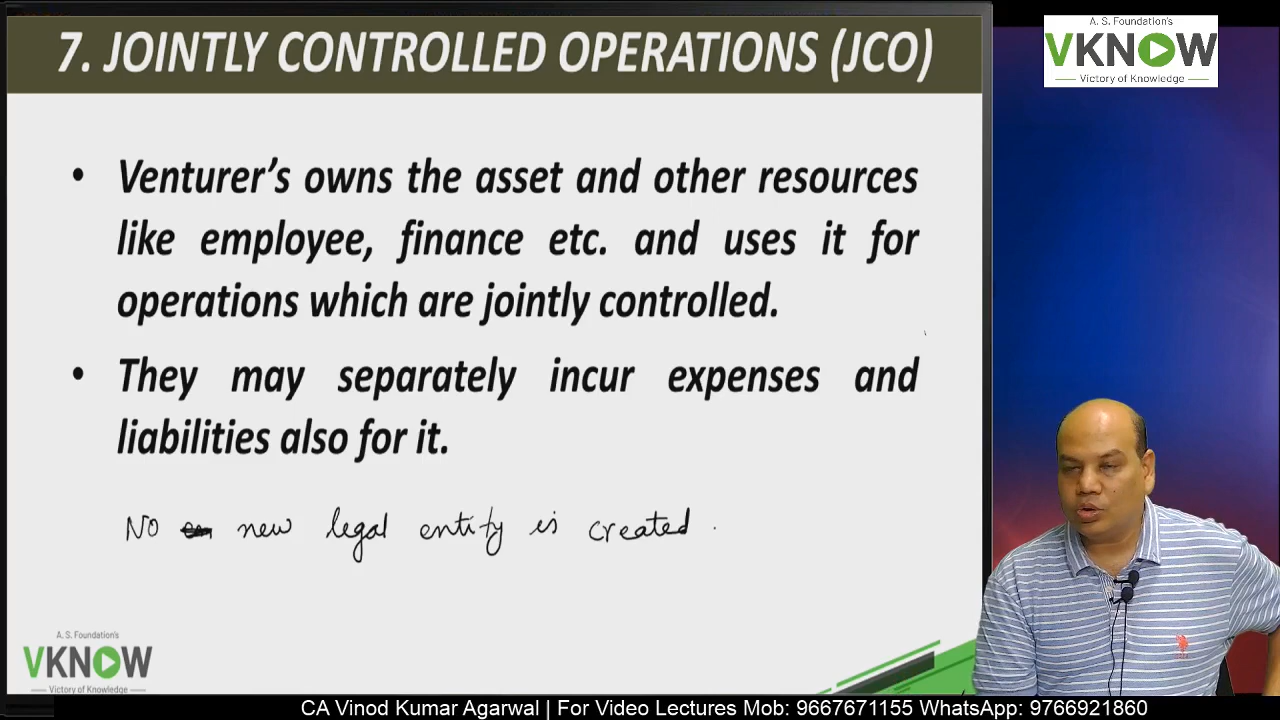 7. JOINTLY CONTROLLED OPERATIONS (JCO)
A. S. Foundation's
VKNOW
Victory of Knowledge
• Venturer's owns the asset and other resources
like employee, finance etc. and uses it for
operations which are jointly controlled.
• They may separately incur expenses and
liabilities also for it.
No new legal entity is created.
A. S. Foundation's
VKNOW
Victory of Knowledge
CA Vinod Kumar Agarwal | For Video Lectures Mob: 9667671155 WhatsApp: 9766921860